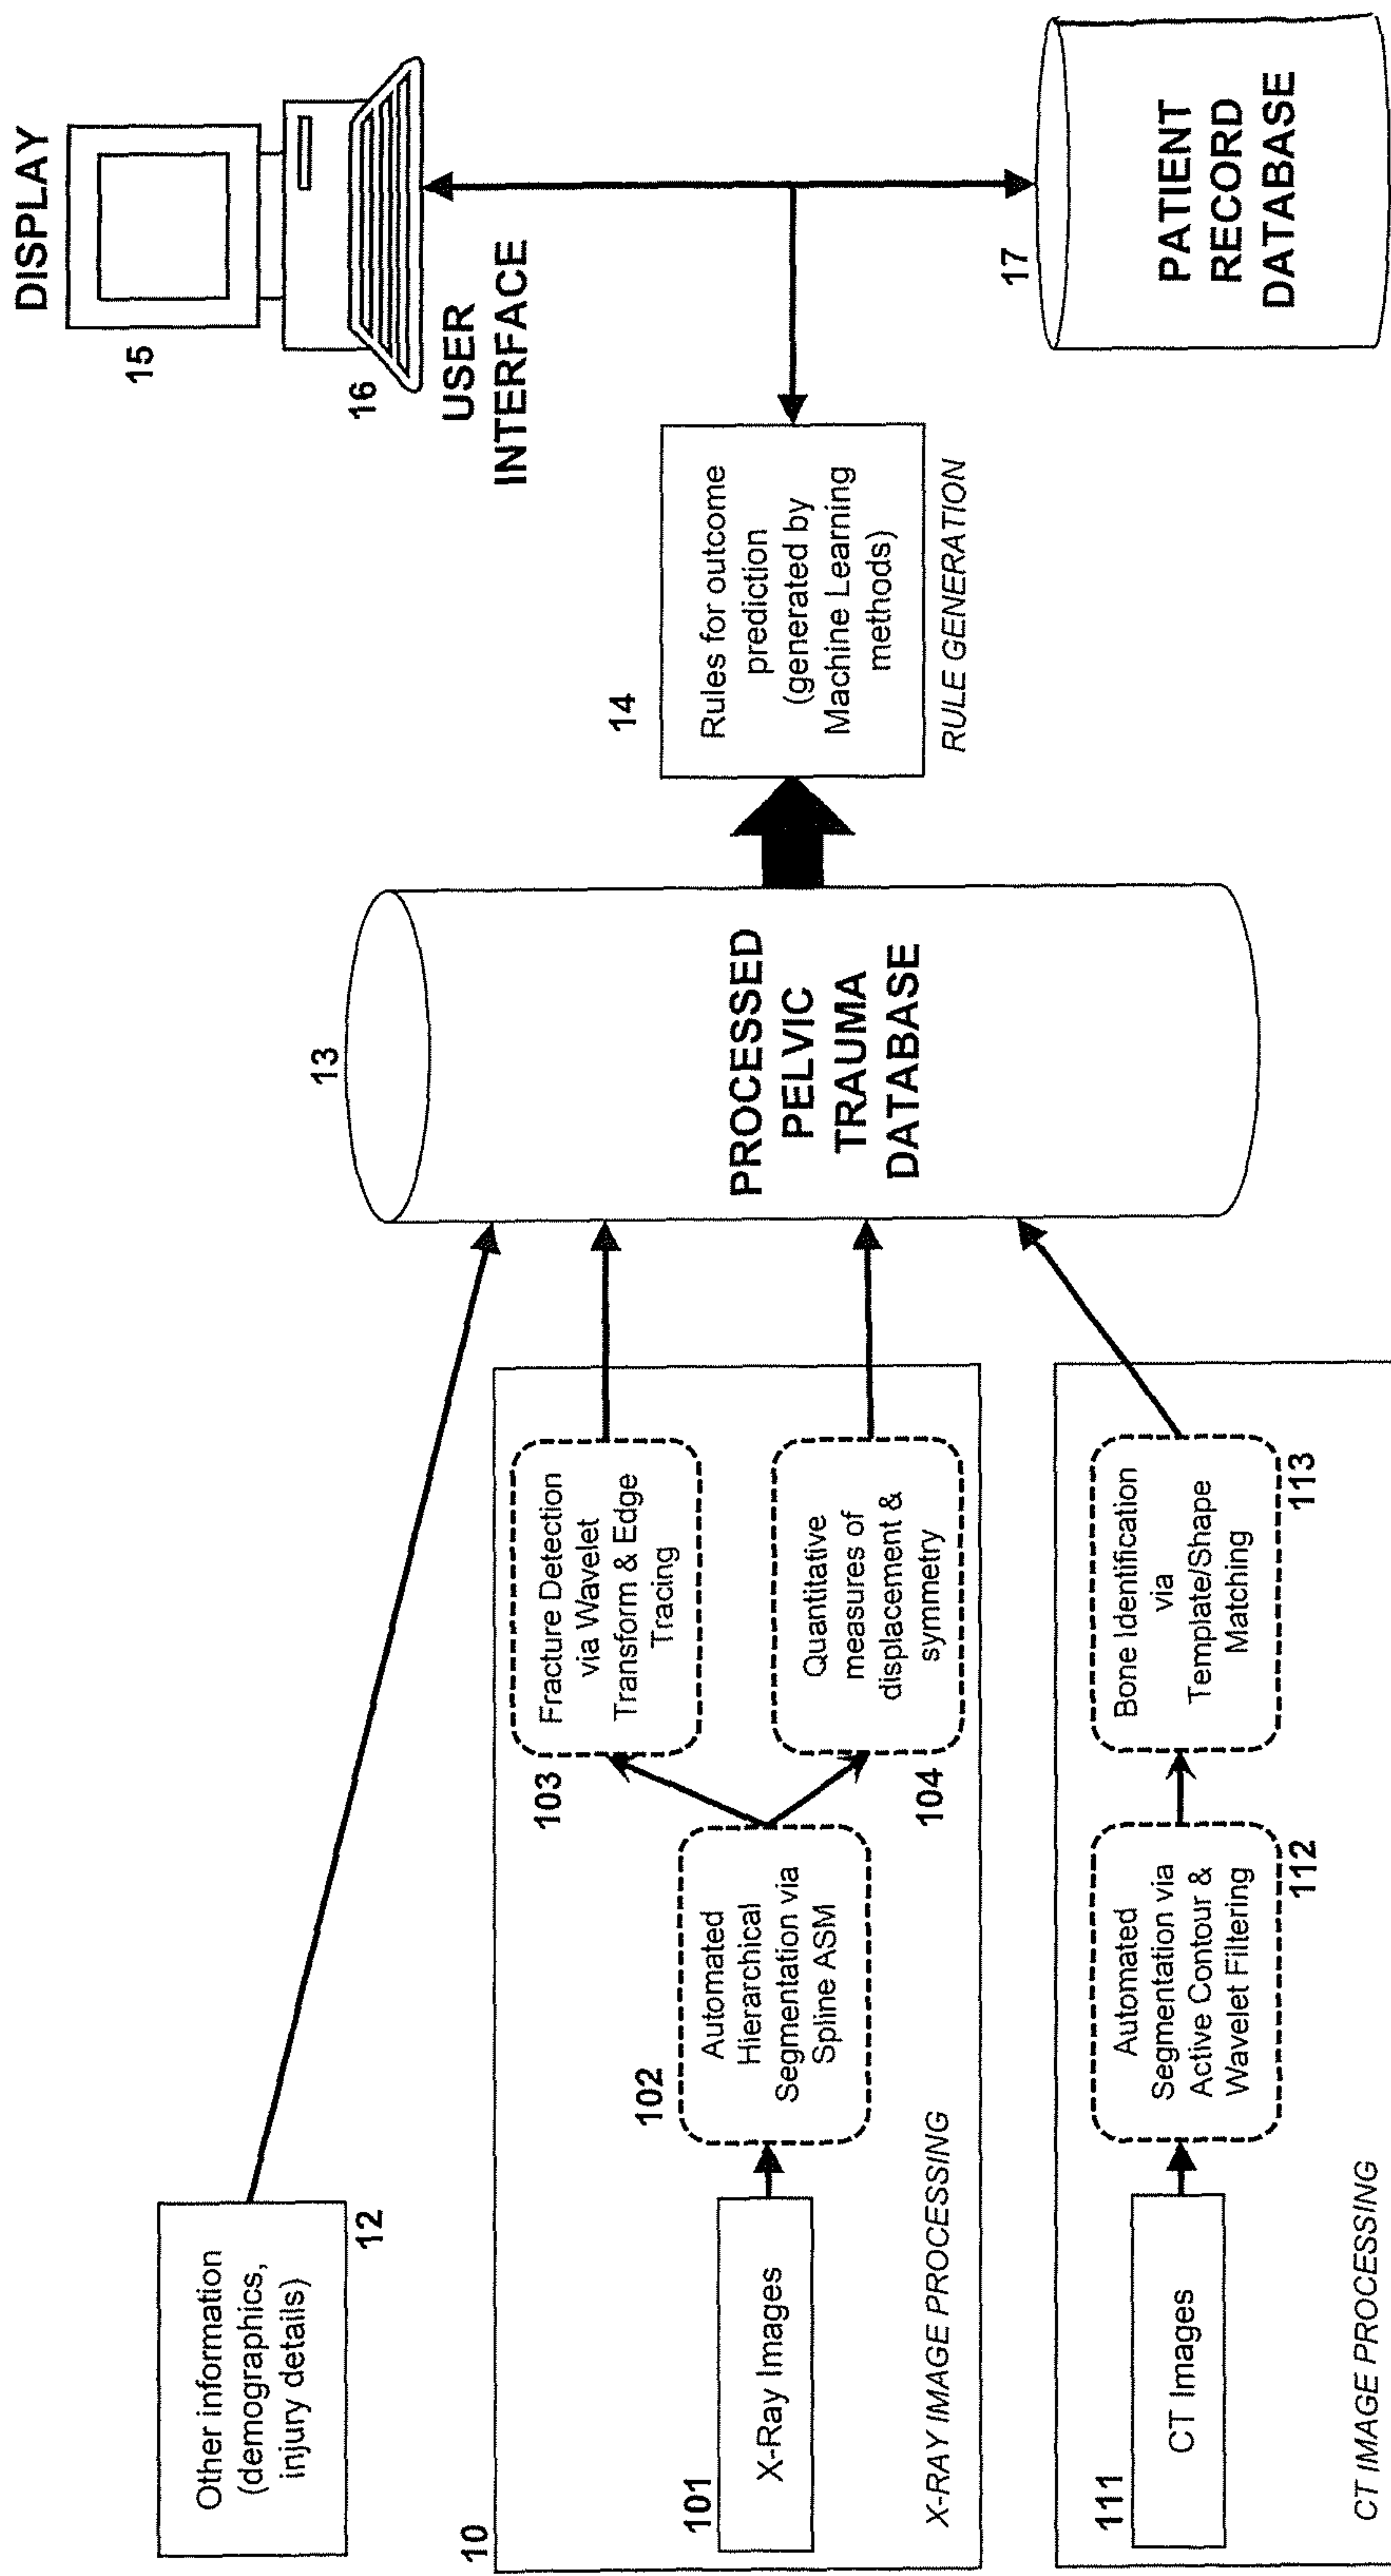 Other information
(demographics,
injury details)
12
10
101
X-Ray Images
102
Automated
Hierarchical
Segmentation via
Spline ASM
103
Fracture Detection
via Wavelet
Transform & Edge
Tracing
104
Quantitative
measures of
displacement &
symmetry
X-RAY IMAGE PROCESSING
111
CT Images
Automated
Segmentation via
Active Contour &
Wavelet Filtering
112
Bone Identification
via
Template/Shape
Matching
113
CT IMAGE PROCESSING
13
PROCESSED
PELVIC
TRAUMA
DATABASE
14
Rules for outcome
prediction
(generated by
Machine Learning
methods)
RULE GENERATION
DISPLAY
15
16
USER
INTERFACE
17
PATIENT
RECORD
DATABASE